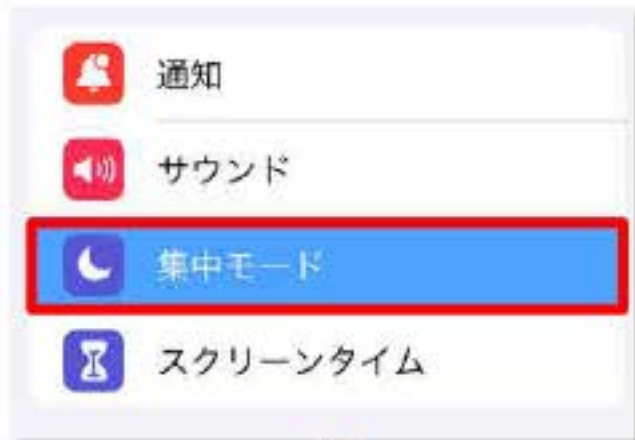 通知
サウンド
集中モード
スクリーンタイム